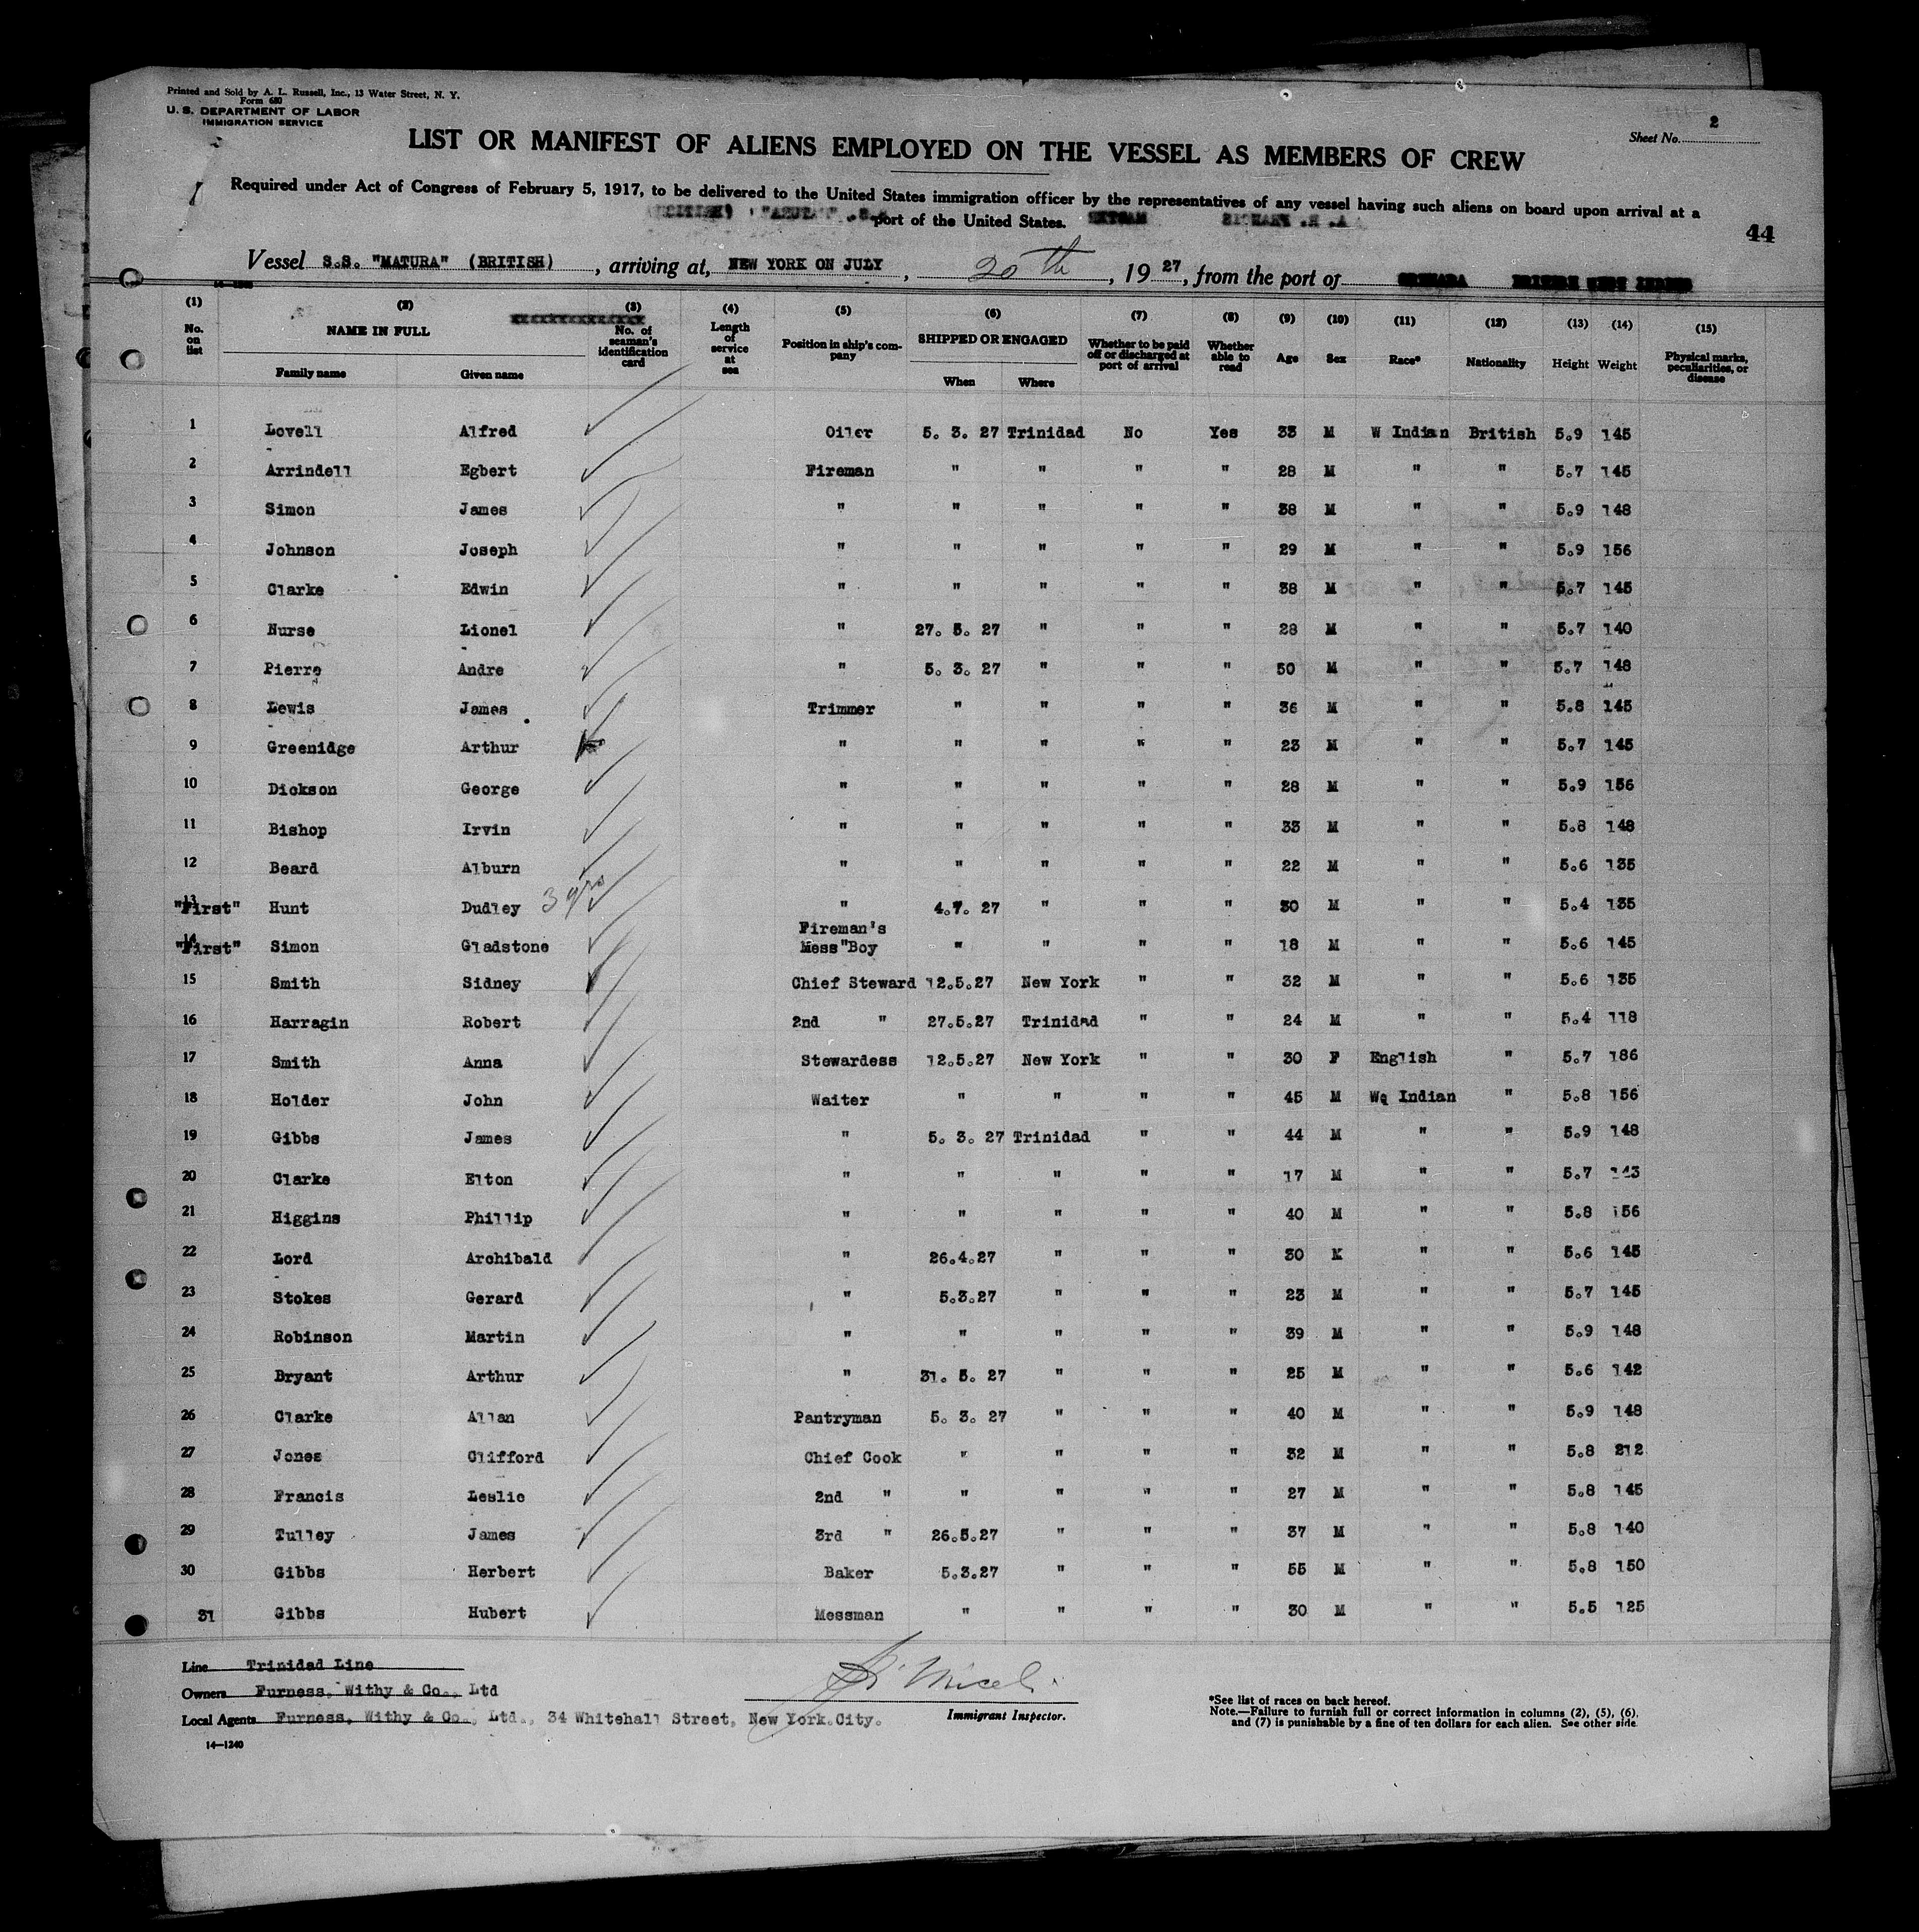 Printed and Sold by A. L. Russell, Inc., 13 Water Street, N. Y.
Form 680
U. S. DEPARTMENT OF LABOR
IMMIGRATION SERVICE
Sheet No. 2
LIST OR MANIFEST OF ALIENS EMPLOYED ON THE VESSEL AS MEMBERS OF CREW
Required under Act of Congress of February 5, 1917, to be delivered to the United States immigration officer by the representatives of any vessel having such aliens on board upon arrival at a
port of the United States.
44
Vessel S.S. "MATURA" (BRITISH), arriving at, NEW YORK ON JULY, 20th, 1927, from the port of GRENADA BRITISH WEST INDIES
(1) (2) (3) (4) (5) (6) (7) (8) (9) (10) (11) (12) (13) (14) (15)
No. on list NAME IN FULL Family name Given name No. of seaman's identification card Length of service at sea Position in ship's company SHIPPED OR ENGAGED When Where Whether to be paid off or discharged at port of arrival Whether able to read Age Sex Race* Nationality Height Weight Physical marks, peculiarities, or disease
1 Lovell Alfred Oiler 5. 3. 27 Trinidad No Yes 33 M W Indian British 5.9 145
2 Arrindell Egbert Fireman " " " " 28 M " " 5.7 145
3 Simon James " " " " " 38 M " " 5.9 148
4 Johnson Joseph " " " " " 29 M " " 5.9 156
5 Clarke Edwin " " " " " 38 M " " 5.7 145
6 Nurse Lionel " 27. 5. 27 " " " 28 M " " 5.7 140
7 Pierre Andre " 5. 3. 27 " " " 50 M " " 5.7 148
8 Lewis James Trimmer " " " " 36 M " " 5.8 145
9 Greenidge Arthur " " " " " 23 M " " 5.7 145
10 Dickson George " " " " " 28 M " " 5.9 156
11 Bishop Irvin " " " " " 33 M " " 5.8 148
12 Beard Alburn " " " " " 22 M " " 5.6 135
13 "First" Hunt Dudley 3 yrs " 4.7. 27 " " " 30 M " " 5.4 135
14 "First" Simon Gladstone Fireman's Mess "Boy " " " " 18 M " " 5.6 145
15 Smith Sidney Chief Steward 12.5.27 New York " " 32 M " " 5.6 135
16 Harragin Robert 2nd " 27.5.27 Trinidad " " 24 M " " 5.4 118
17 Smith Anna Stewardess 12.5.27 New York " " 30 F English " 5.7 186
18 Holder John Waiter " " " " 45 M W. Indian " 5.8 156
19 Gibbs James " 5. 3. 27 Trinidad " " 44 M " " 5.9 148
20 Clarke Elton " " " " " 17 M " " 5.7 143
21 Higgins Phillip " " " " " 40 M " " 5.8 156
22 Lord Archibald " 26.4.27 " " " 30 K " " 5.6 145
23 Stokes Gerard " 5.3.27 " " " 23 M " " 5.7 145
24 Robinson Martin " " " " " 39 M " " 5.9 148
25 Bryant Arthur " 31. 5. 27 " " " 25 M " " 5.6 142
26 Clarke Allan Pantryman 5. 3. 27 " " " 40 M " " 5.9 148
27 Jones Clifford Chief Cook " " " " 32 M " " 5.8 212
28 Francis Leslie 2nd " " " " " 27 M " " 5.8 145
29 Tulley James 3rd " 26.5.27 " " " 37 M " " 5.8 140
30 Gibbs Herbert Baker 5.3.27 " " " 55 M " " 5.8 150
31 Gibbs Hubert Messman " " " " 30 M " " 5.5 125
Line Trinidad Line
Owners Furness, Withy & Co., Ltd
Local Agents Furness, Withy & Co., Ltd., 34 Whitehall Street, New York City.
Immigrant Inspector.
*See list of races on back hereof.
Note.—Failure to furnish full or correct information in columns (2), (5), (6),
and (7) is punishable by a fine of ten dollars for each alien. See other side.
14—1240